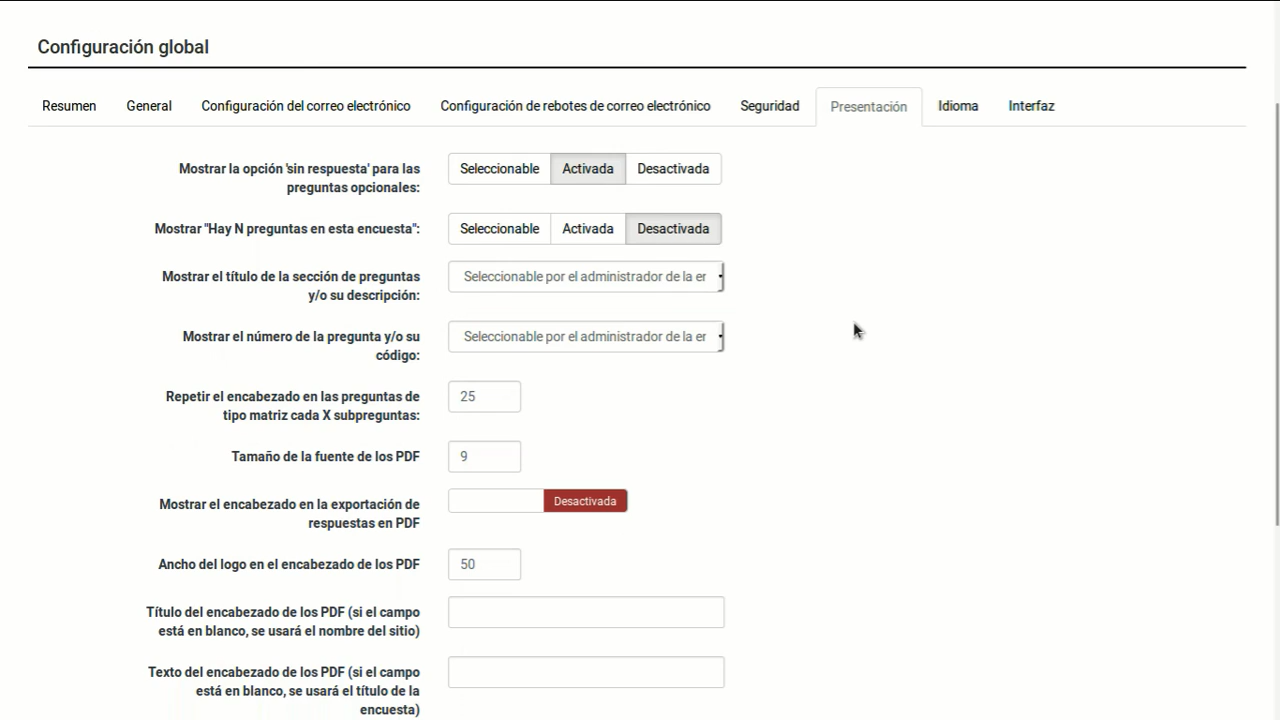 Configuración global
Resumen General Configuración del correo electrónico Configuración de rebotes de correo electrónico Seguridad Presentación Idioma Interfaz
Mostrar la opción 'sin respuesta' para las
preguntas opcionales:
Seleccionable Activada Desactivada
Mostrar "Hay N preguntas en esta encuesta":
Seleccionable Activada Desactivada
Mostrar el título de la sección de preguntas
y/o su descripción:
Seleccionable por el administrador de la er
Mostrar el número de la pregunta y/o su
código:
Seleccionable por el administrador de la er
Repetir el encabezado en las preguntas de
tipo matriz cada X subpreguntas:
25
Tamaño de la fuente de los PDF
9
Mostrar el encabezado en la exportación de
respuestas en PDF
Desactivada
Ancho del logo en el encabezado de los PDF
50
Título del encabezado de los PDF (si el campo
está en blanco, se usará el nombre del sitio)
Texto del encabezado de los PDF (si el campo
está en blanco, se usará el título de la
encuesta)